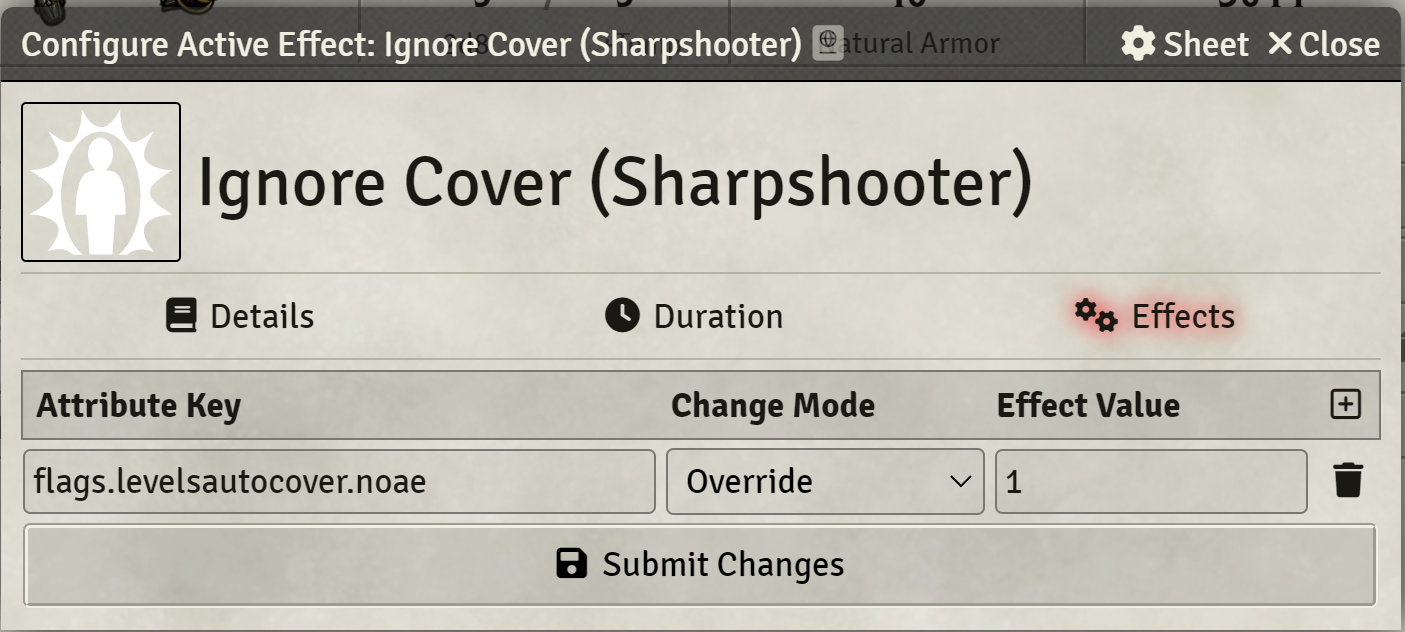 Configure Active Effect: Ignore Cover (Sharpshooter) Sheet Close
Ignore Cover (Sharpshooter)
Details Duration Effects
Attribute Key Change Mode Effect Value
flags.levelsautocover.noae Override 1
Submit Changes